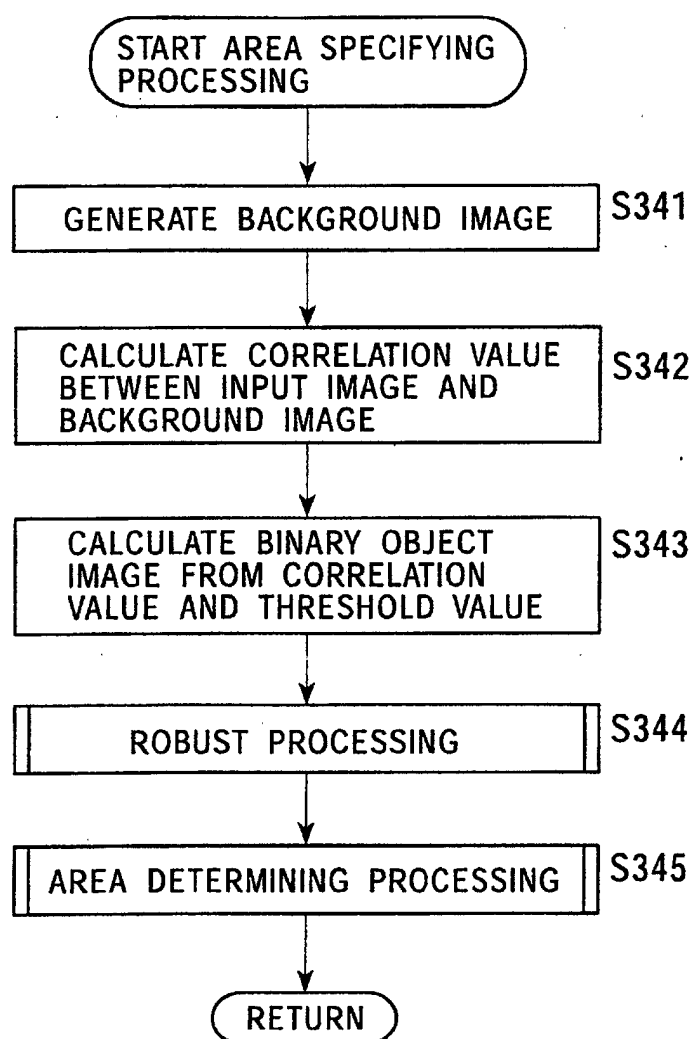 START AREA SPECIFYING
PROCESSING
GENERATE BACKGROUND IMAGE
S341
CALCULATE CORRELATION VALUE
BETWEEN INPUT IMAGE AND
BACKGROUND IMAGE
S342
CALCULATE BINARY OBJECT
IMAGE FROM CORRELATION
VALUE AND THRESHOLD VALUE
S343
ROBUST PROCESSING
S344
AREA DETERMINING PROCESSING
S345
RETURN